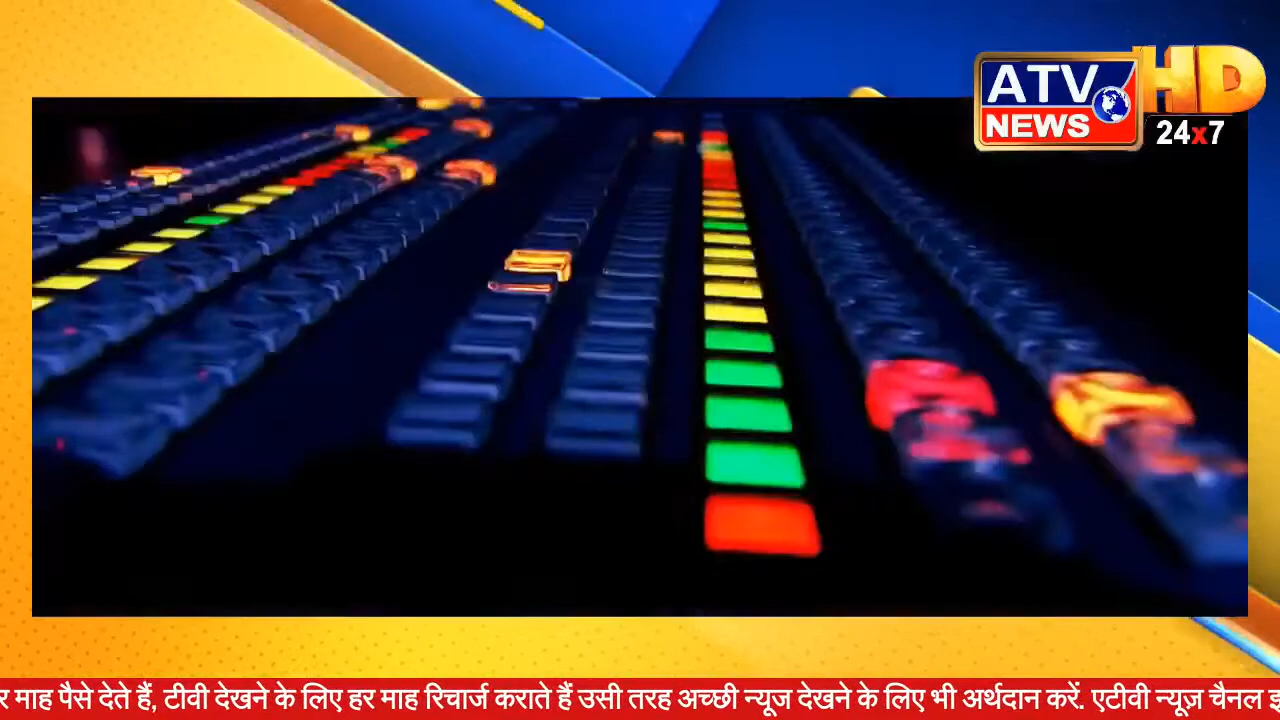 ATV
HD
NEWS
24x7
र माह पैसे देते हैं, टीवी देखने के लिए हर माह रिचार्ज कराते हैं उसी तरह अच्छी न्यूज देखने के लिए भी अर्थदान करें. एटीवी न्यूज़ चैनल इ